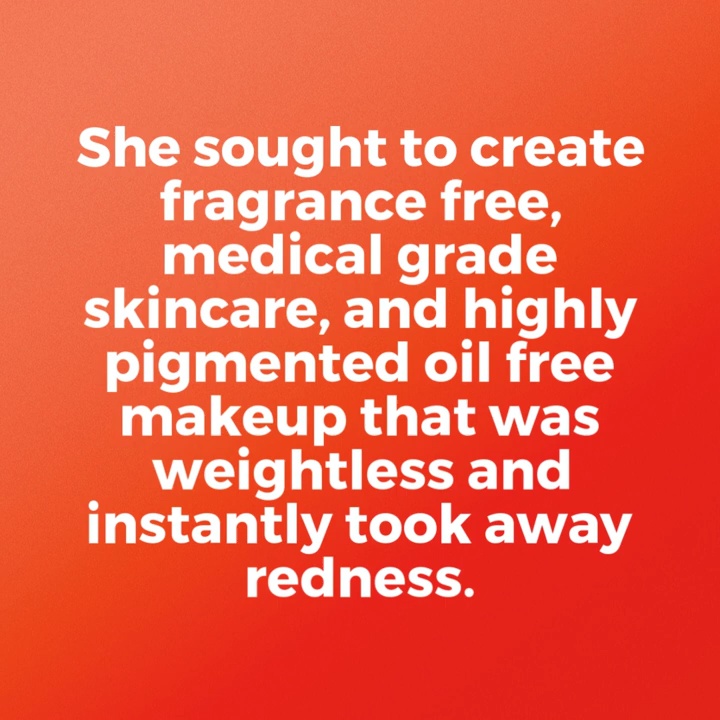 She sought to create
fragrance free,
medical grade
skincare, and highly
pigmented oil free
makeup that was
weightless and
instantly took away
redness.